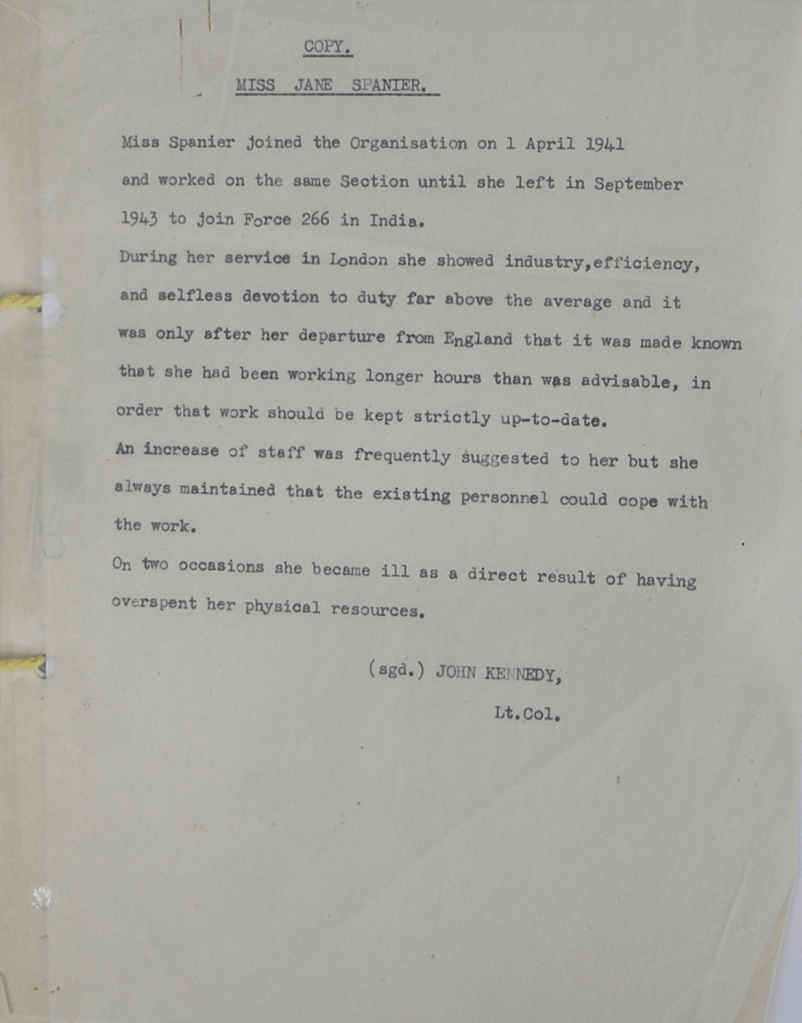 COPY.
MISS JANE SPANIER.
Miss Spanier joined the Organisation on 1 April 1941
and worked on the same Section until she left in September
1943 to join Force 266 in India.
During her service in London she showed industry,efficiency,
and selfless devotion to duty far above the average and it
was only after her departure from England that it was made known
that she had been working longer hours than was advisable, in
order that work should be kept strictly up-to-date.
An increase of staff was frequently suggested to her but she
always maintained that the existing personnel could cope with
the work.
On two occasions she became ill as a direct result of having
overspent her physical resources.
(sgd.) JOHN KENNEDY,
Lt.Col.